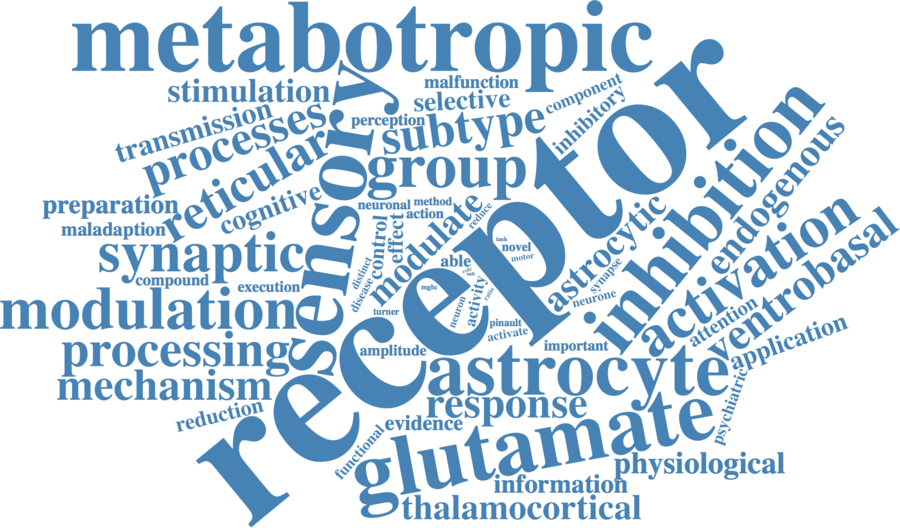 metabotropic
receptor
stimulation
malfunction
selective
component
transmission
perception
inhibitory
processes
subtype
sensory
inhibition
reticular
group
endogenous
cognitive
preparation
neuronal
method
action
reduce
maladaption
modulate
effect
control
astrocytic
activation
synaptic
task
novel
motor
able
ventrobasal
compound
execution
distinct
disease
role
activity
synapse
neurone
mglu
ratio
attention
modulation
turner
neuron
pinault
activate
important
application
processing
amplitude
astrocyte
mechanism
psychiatric
response
reduction
evidence
glutamate
functional
physiological
information
thalamocortical